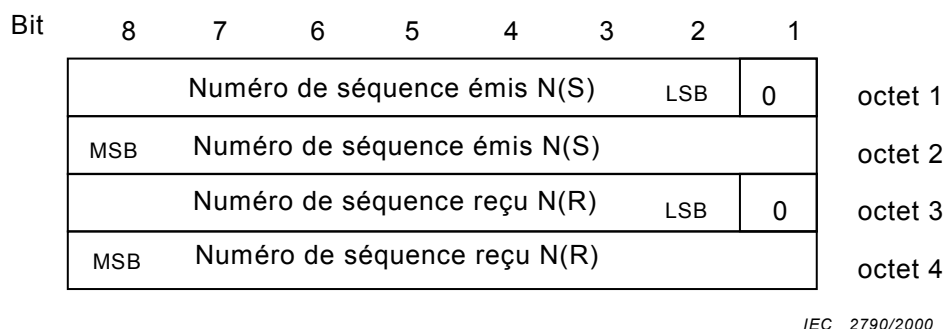 Bit 8 7 6 5 4 3 2 1
Numéro de séquence émis N(S) LSB 0 octet 1
MSB Numéro de séquence émis N(S) octet 2
Numéro de séquence reçu N(R) LSB 0 octet 3
MSB Numéro de séquence reçu N(R) octet 4
IEC 2790/2000